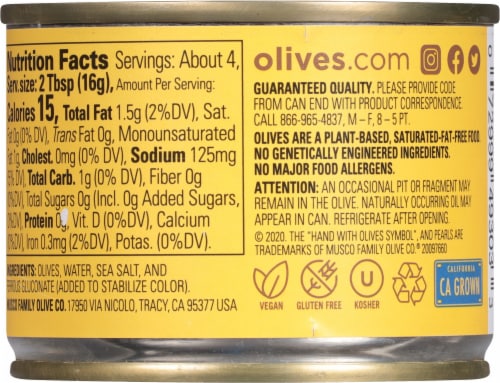 Nutrition Facts Servings: About 4,
Serv. size: 2 Tbsp (16g), Amount Per Serving:
Calories 15, Total Fat 1.5g (2%DV), Sat.
Fat 0g (0% DV), Trans Fat 0g, Monounsaturated
Fat 1g, Cholest. 0mg (0% DV), Sodium 125mg
DV), Total Carb. 1g (0% DV), Fiber 0g
DV), Total Sugars 0g (Incl. 0g Added Sugars,
DV), Protein 0g, Vit. D (0%DV), Calcium
DV), Iron 0.3mg (2%DV), Potas. (0%DV).
INGREDIENTS: OLIVES, WATER, SEA SALT, AND
FERROUS GLUCONATE (ADDED TO STABILIZE COLOR).
MUSCO FAMILY OLIVE CO. 17950 VIA NICOLO, TRACY, CA 95377 USA
olives.com
GUARANTEED QUALITY. PLEASE PROVIDE CODE
FROM CAN END WITH PRODUCT CORRESPONDENCE.
CALL 866-965-4837, M – F, 8 – 5 PT.
OLIVES ARE A PLANT-BASED, SATURATED-FAT-FREE FOOD.
NO GENETICALLY ENGINEERED INGREDIENTS.
NO MAJOR FOOD ALLERGENS.
ATTENTION: AN OCCASIONAL PIT OR FRAGMENT MAY
REMAIN IN THE OLIVE. NATURALLY OCCURRING OIL MAY
APPEAR IN CAN. REFRIGERATE AFTER OPENING.
© 2020. THE "HAND WITH OLIVES SYMBOL", AND PEARLS ARE
TRADEMARKS OF MUSCO FAMILY OLIVE CO.® 20097660
VEGAN
GLUTEN FREE
U
KOSHER
CALIFORNIA
CA GROWN